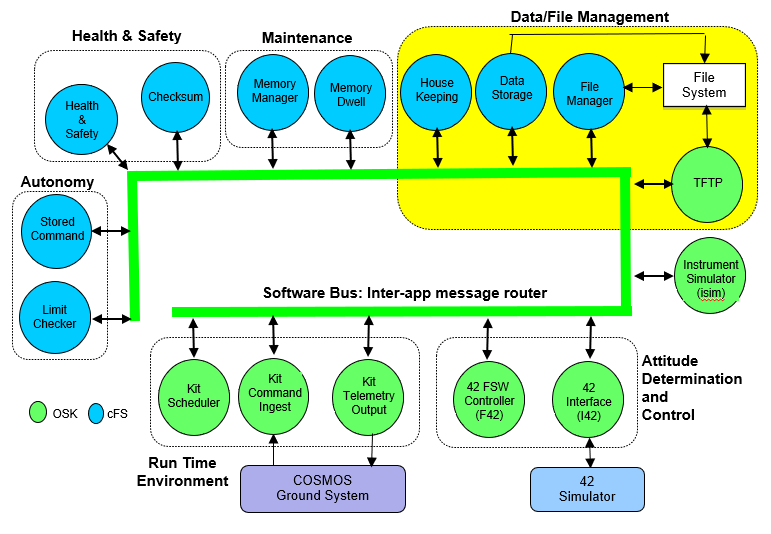 Data/File Management
Health & Safety
Maintenance
Health
&
Safety
Checksum
Memory
Manager
Memory
Dwell
House
Keeping
Data
Storage
File
Manager
File
System
TFTP
Autonomy
Stored
Command
Limit
Checker
Instrument
Simulator
(isim)
Software Bus: Inter-app message router
Kit
Scheduler
Kit
Command
Ingest
Kit
Telemetry
Output
42 FSW
Controller
(F42)
42
Interface
(I42)
Attitude
Determination
and
Control
OSK
cFS
Run Time
Environment
COSMOS
Ground System
42
Simulator